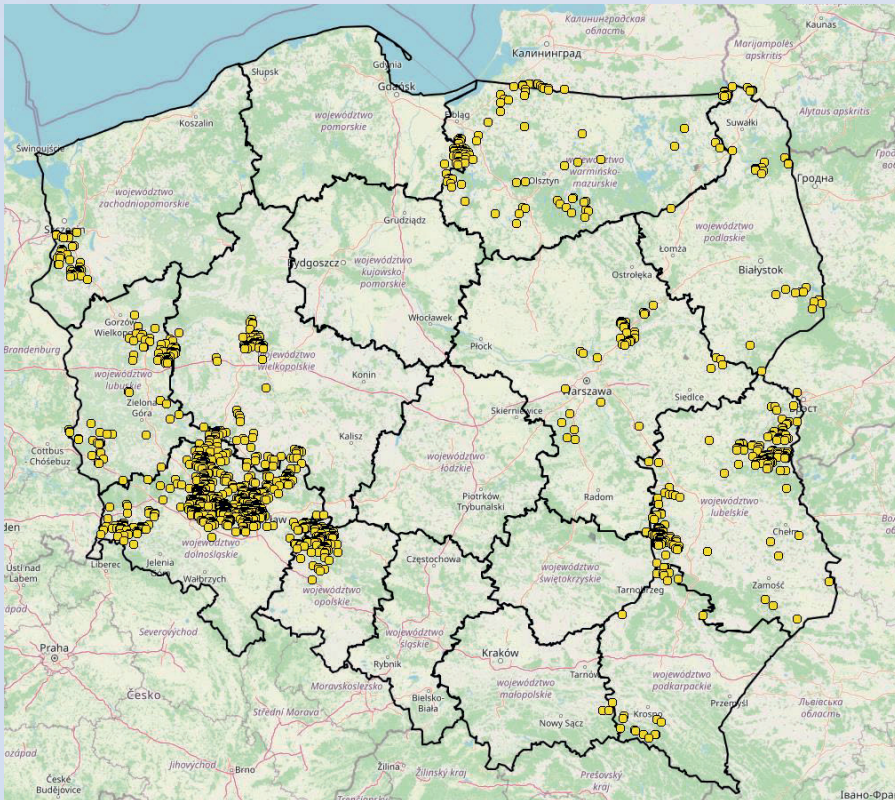 Калининградская
область
Kaunas
Marijampolės
apskritis
Калининград
Gdynia
Słupsk
Gdańsk
Alytaus apskritis
Elbląg
Suwałki
Koszalin
województwo
pomorskie
Świnoujście
Гродна
województwo
zachodniopomorskie
Olsztyn
województwo
warmińsko-
mazurskie
Grudziądz
województwo
podlaskie
Łomża
Bydgoszcz
województwo
kujawsko-
pomorskie
Ostrołęka
Białystok
Włocławek
Gorzów
Brandenburg
Płock
województwo
wielkopolskie
Konin
województwo
lubuskie
Warszawa
Siedlce
Zielona
Góra
Skierniewice
Kalisz
Cottbus
Chóśebuz
województwo
łódzkie
Radom
Piotrków
Trybunalski
województwo
lubelskie
Chełm
województwo
dolnośląskie
Liberec
Jelenia
Wałbrzych
Częstochowa
województwo
świętokrzyskie
Ústí nad
Labem
województwo
opolskie
Tarnobrzeg
Zamość
województwo
śląskie
Severovýchod
Praha
Kraków
Rybnik
województwo
małopolskie
Tarnów
województwo
podkarpackie
Przemyśl
Moravskoslezsko
Česko
Bielsko-
Biała
Střední Morava
Nowy Sącz
Krosno
Львівська
область
Jihovýchod
Brno
Žilina
Žilinský kraj
Prešovský
kraj
České
Budějovice